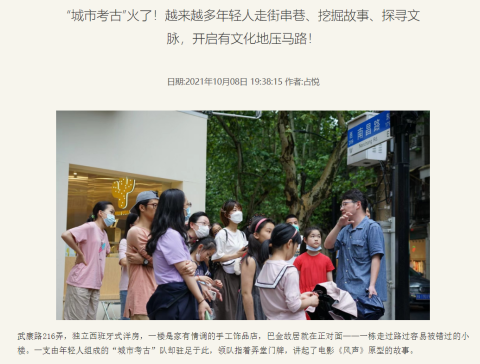 “城市考古”火了！越来越多年轻人走街串巷、挖掘故事、探寻文
脉，开启有文化地压马路！
日期:2021年10月08日 19:38:15 作者:占悦
南昌路
武康路216弄，独立西班牙式洋房，一楼是家有情调的手工饰品店，巴金故居就在正对面——一栋走过路过容易被错过的小
楼。一支由年轻人组成的“城市考古”队却驻足于此，领队指着弄堂门牌，讲起了电影《风声》原型的故事。